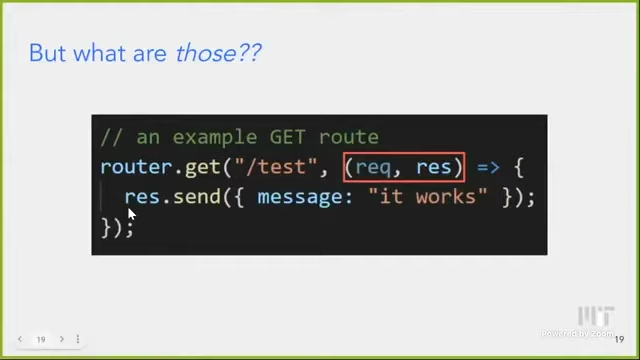 But what are those??
// an example GET route
router.get("/test", (req, res) => {
res.send({ message: "it works" });
});
MIT
Powered by Zoom
19
19